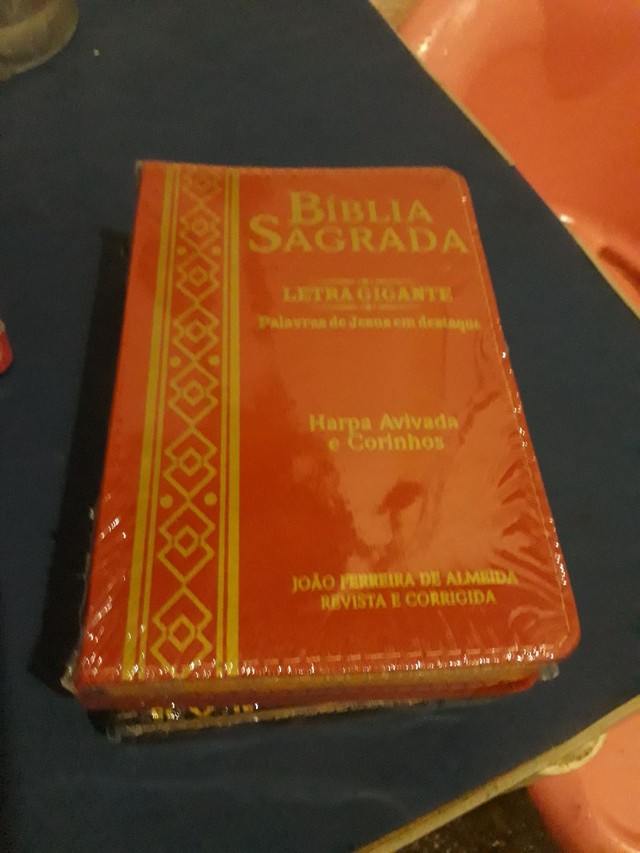 BÍBLIA
SAGRADA
LETRA GIGANTE
Palavras de Jesus em destaque
Harpa Avivada
e Corinhos
JOÃO FERREIRA DE ALMEIDA
REVISTA E CORRIGIDA